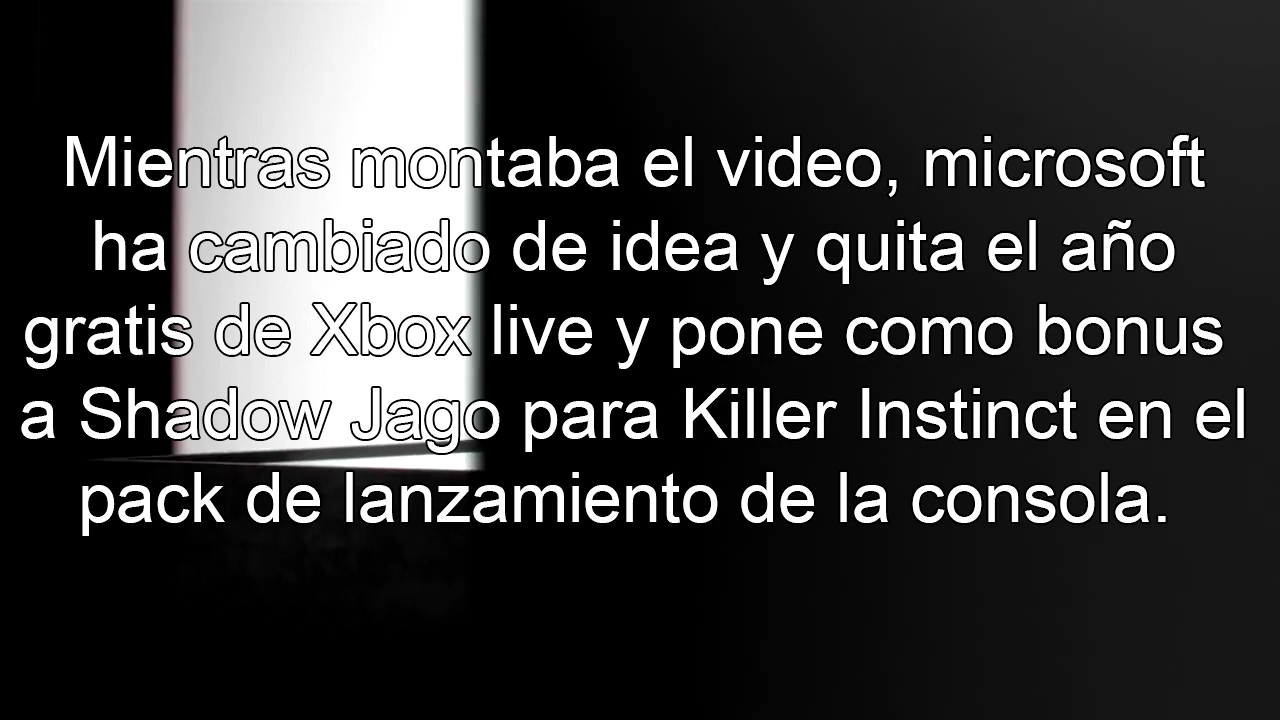 Mientras montaba el video, microsoft
ha cambiado de idea y quita el año
gratis de Xbox live y pone como bonus
a Shadow Jago para Killer Instinct en el
pack de lanzamiento de la consola.